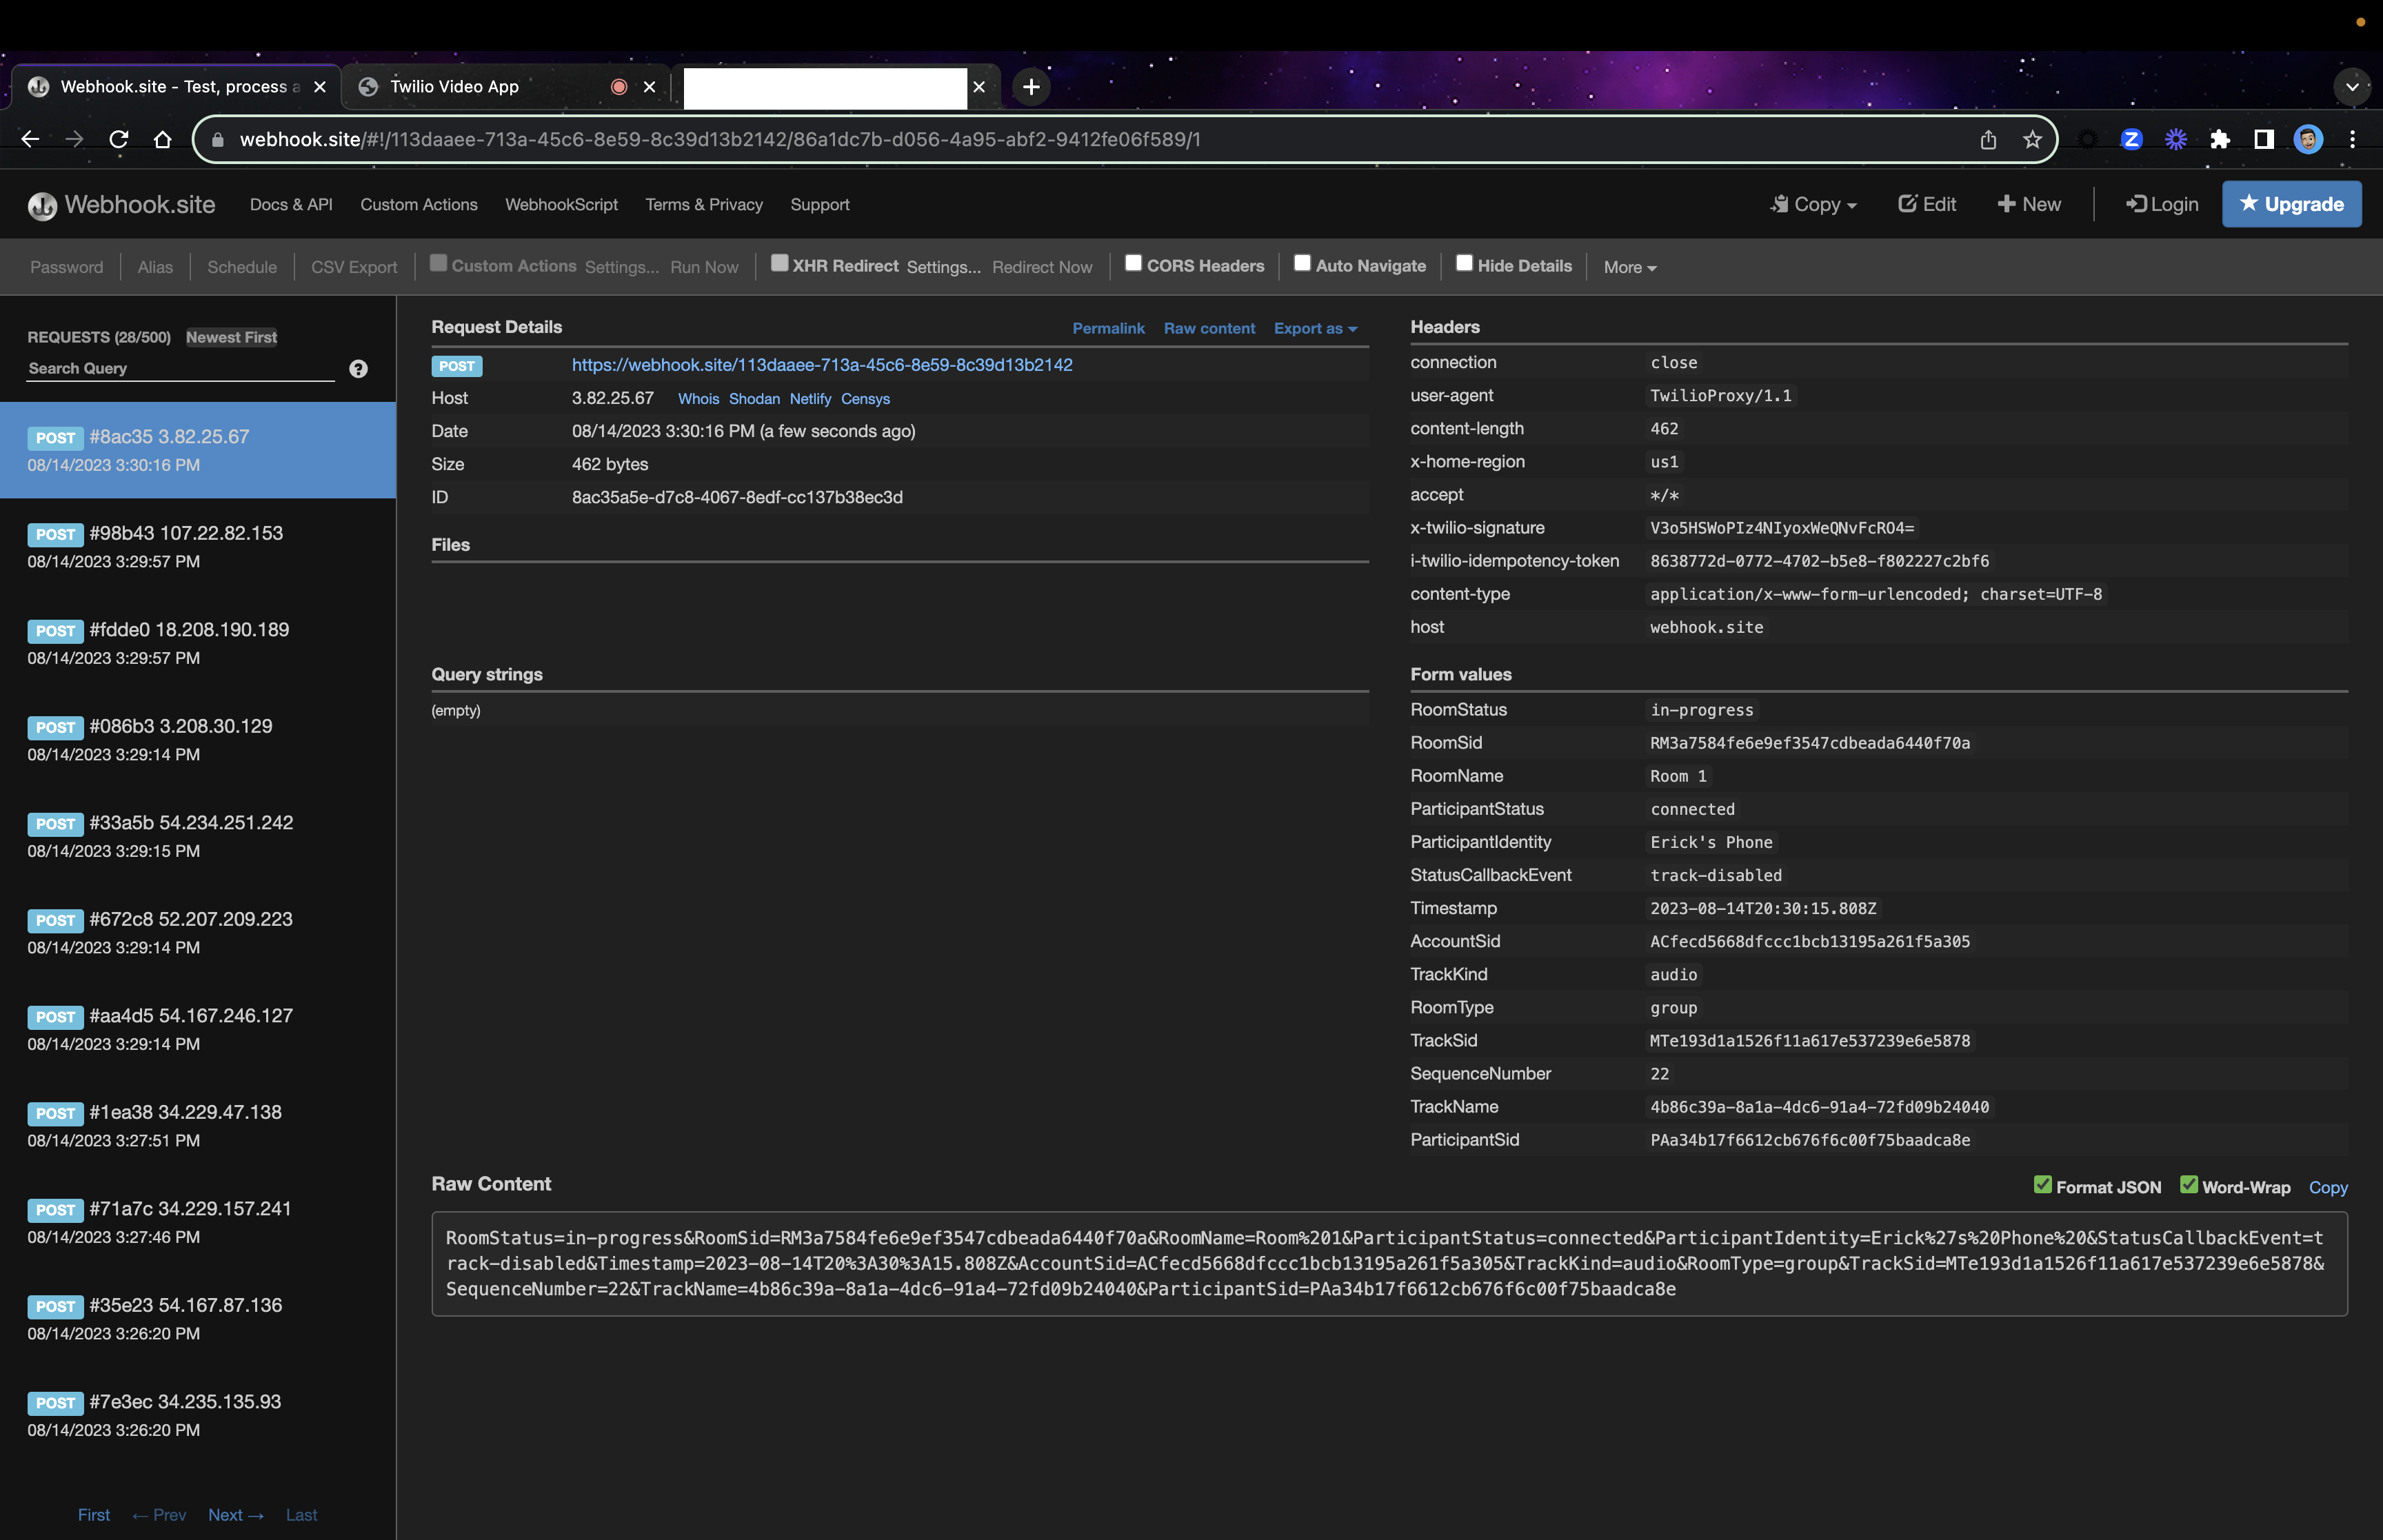 Webhook.site - Test, process a
Twilio Video App
webhook.site/#!/113daaee-713a-45c6-8e59-8c39d13b2142/86a1dc7b-d056-4a95-abf2-9412fe06f589/1
Webhook.site Docs & API Custom Actions WebhookScript Terms & Privacy Support Copy Edit New Login Upgrade
Password Alias Schedule CSV Export Custom Actions Settings... Run Now XHR Redirect Settings... Redirect Now CORS Headers Auto Navigate Hide Details More
REQUESTS (28/500) Newest First
Search Query
POST #8ac35 3.82.25.67
08/14/2023 3:30:16 PM
POST #98b43 107.22.82.153
08/14/2023 3:29:57 PM
POST #fdde0 18.208.190.189
08/14/2023 3:29:57 PM
POST #086b3 3.208.30.129
08/14/2023 3:29:14 PM
POST #33a5b 54.234.251.242
08/14/2023 3:29:15 PM
POST #672c8 52.207.209.223
08/14/2023 3:29:14 PM
POST #aa4d5 54.167.246.127
08/14/2023 3:29:14 PM
POST #1ea38 34.229.47.138
08/14/2023 3:27:51 PM
POST #71a7c 34.229.157.241
08/14/2023 3:27:46 PM
POST #35e23 54.167.87.136
08/14/2023 3:26:20 PM
POST #7e3ec 34.235.135.93
08/14/2023 3:26:20 PM
First ← Prev Next → Last
Request Details Permalink Raw content Export as
POST https://webhook.site/113daaee-713a-45c6-8e59-8c39d13b2142
Host 3.82.25.67 Whois Shodan Netlify Censys
Date 08/14/2023 3:30:16 PM (a few seconds ago)
Size 462 bytes
ID 8ac35a5e-d7c8-4067-8edf-cc137b38ec3d
Files
Query strings
(empty)
Headers
connection close
user-agent TwilioProxy/1.1
content-length 462
x-home-region us1
accept */*
x-twilio-signature V3o5HSWoPIz4NIyoxWeQNvFcRO4=
i-twilio-idempotency-token 8638772d-0772-4702-b5e8-f802227c2bf6
content-type application/x-www-form-urlencoded; charset=UTF-8
host webhook.site
Form values
RoomStatus in-progress
RoomSid RM3a7584fe6e9ef3547cdbeada6440f70a
RoomName Room 1
ParticipantStatus connected
ParticipantIdentity Erick's Phone
StatusCallbackEvent track-disabled
Timestamp 2023-08-14T20:30:15.808Z
AccountSid ACfecd5668dfccc1bcb13195a261f5a305
TrackKind audio
RoomType group
TrackSid MTe193d1a1526f11a617e537239e6e5878
SequenceNumber 22
TrackName 4b86c39a-8a1a-4dc6-91a4-72fd09b24040
ParticipantSid PAa34b17f6612cb676f6c00f75baadca8e
Raw Content Format JSON Word-Wrap Copy
RoomStatus=in-progress&RoomSid=RM3a7584fe6e9ef3547cdbeada6440f70a&RoomName=Room%201&ParticipantStatus=connected&ParticipantIdentity=Erick%27s%20Phone%20&StatusCallbackEvent=t
rack-disabled&Timestamp=2023-08-14T20%3A30%3A15.808Z&AccountSid=ACfecd5668dfccc1bcb13195a261f5a305&TrackKind=audio&RoomType=group&TrackSid=MTe193d1a1526f11a617e537239e6e5878&
SequenceNumber=22&TrackName=4b86c39a-8a1a-4dc6-91a4-72fd09b24040&ParticipantSid=PAa34b17f6612cb676f6c00f75baadca8e